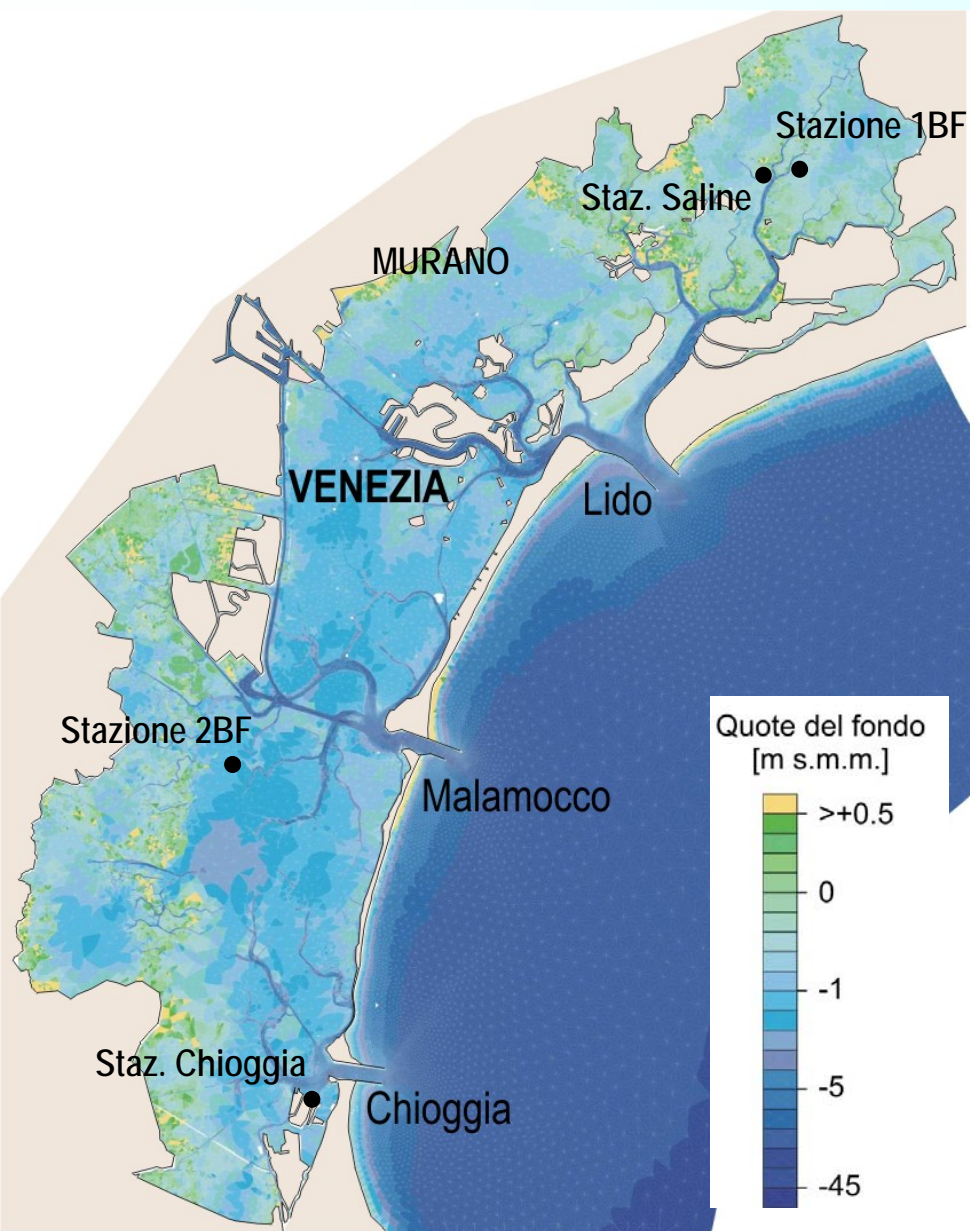 Stazione 1BF
Staz. Saline
MURANO
VENEZIA
Lido
Stazione 2BF
Malamocco
Staz. Chioggia
Chioggia
Quote del fondo
[m s.m.m.]
>+0.5
0
-1
-5
-45